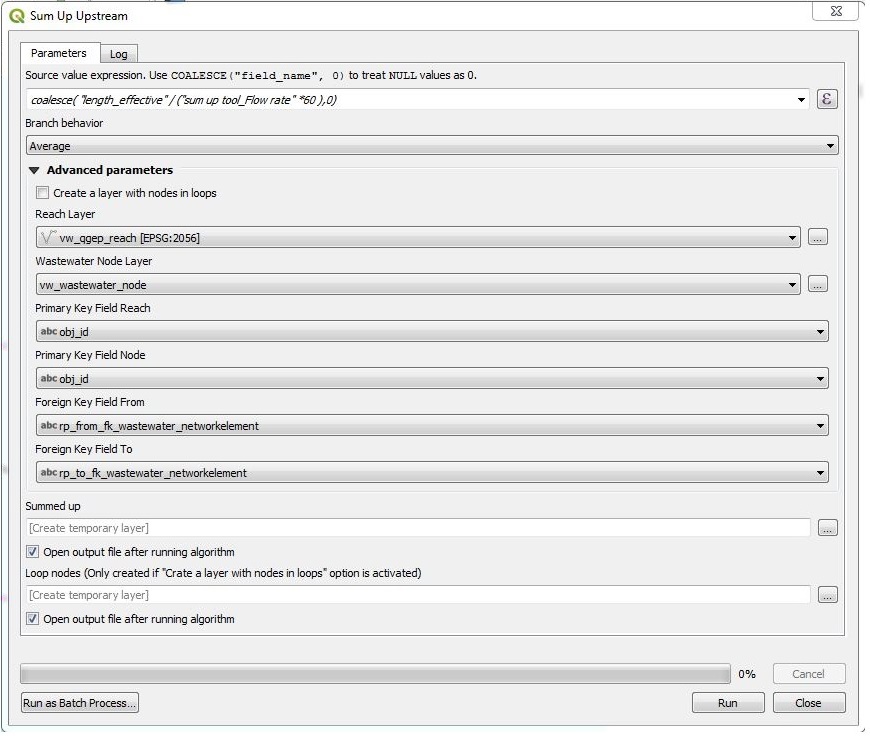 Sum Up Upstream
Parameters
Log
Source value expression. Use COALESCE("field_name", 0) to treat NULL values as 0.
coalesce( "length_effective" / ("sum up tool_Flow rate" *60 ),0)
ε
Branch behavior
Average
Advanced parameters
Create a layer with nodes in loops
Reach Layer
vw_qgep_reach [EPSG:2056]
...
Wastewater Node Layer
vw_wastewater_node
...
Primary Key Field Reach
abc obj_id
Primary Key Field Node
abc obj_id
Foreign Key Field From
abc rp_from_fk_wastewater_networkelement
Foreign Key Field To
abc rp_to_fk_wastewater_networkelement
Summed up
[Create temporary layer]
...
Open output file after running algorithm
Loop nodes (Only created if "Crate a layer with nodes in loops" option is activated)
[Create temporary layer]
...
Open output file after running algorithm
0%
Cancel
Run as Batch Process...
Run
Close